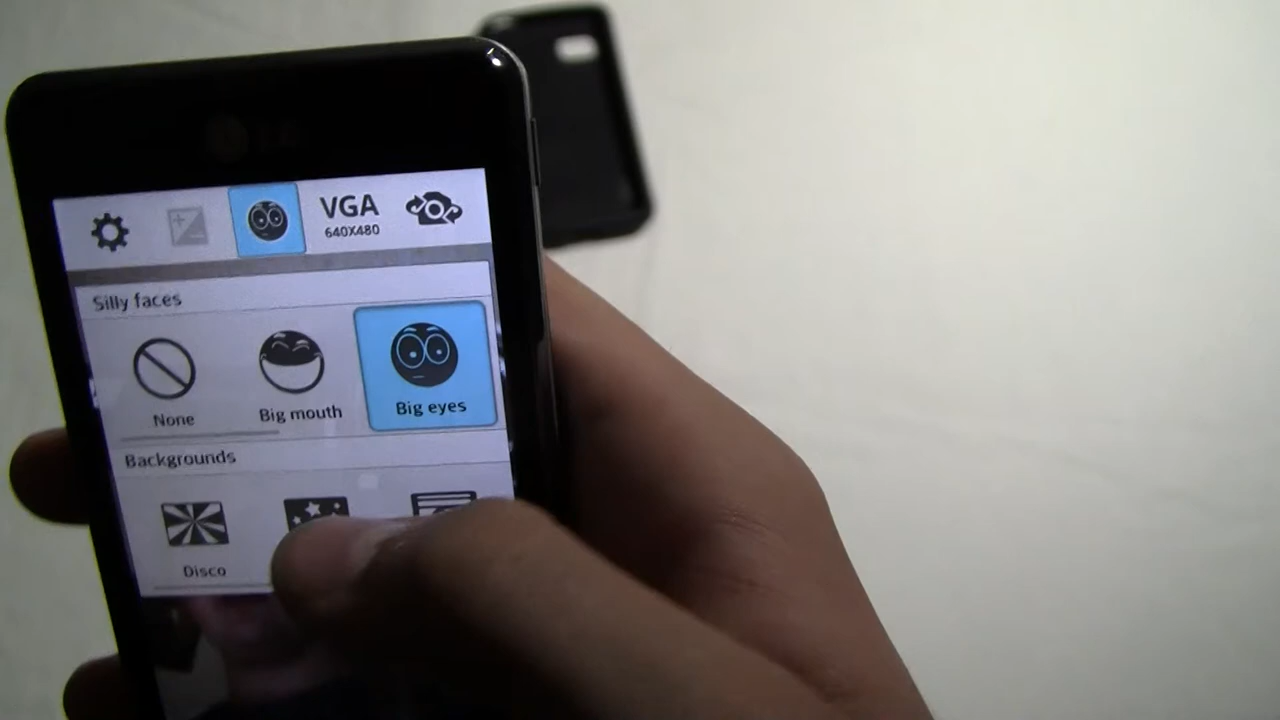 VGA
640X480
Silly faces
None
Big mouth
Big eyes
Backgrounds
Disco